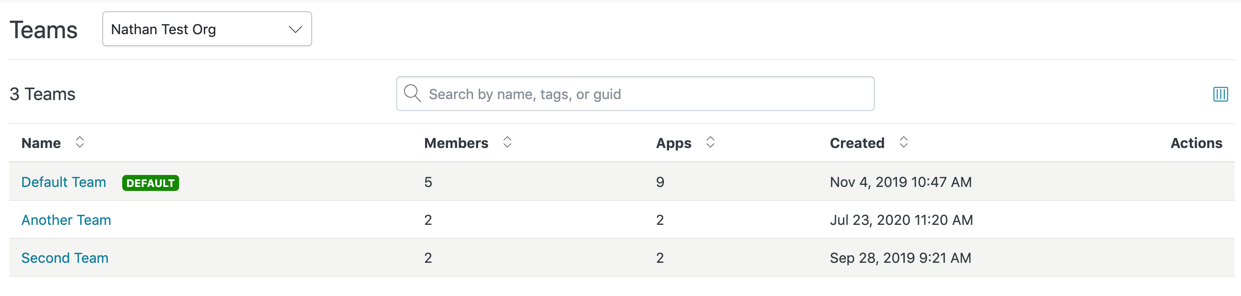 Teams Nathan Test Org
3 Teams Search by name, tags, or guid
Name Members Apps Created Actions
Default Team DEFAULT 5 9 Nov 4, 2019 10:47 AM
Another Team 2 2 Jul 23, 2020 11:20 AM
Second Team 2 2 Sep 28, 2019 9:21 AM